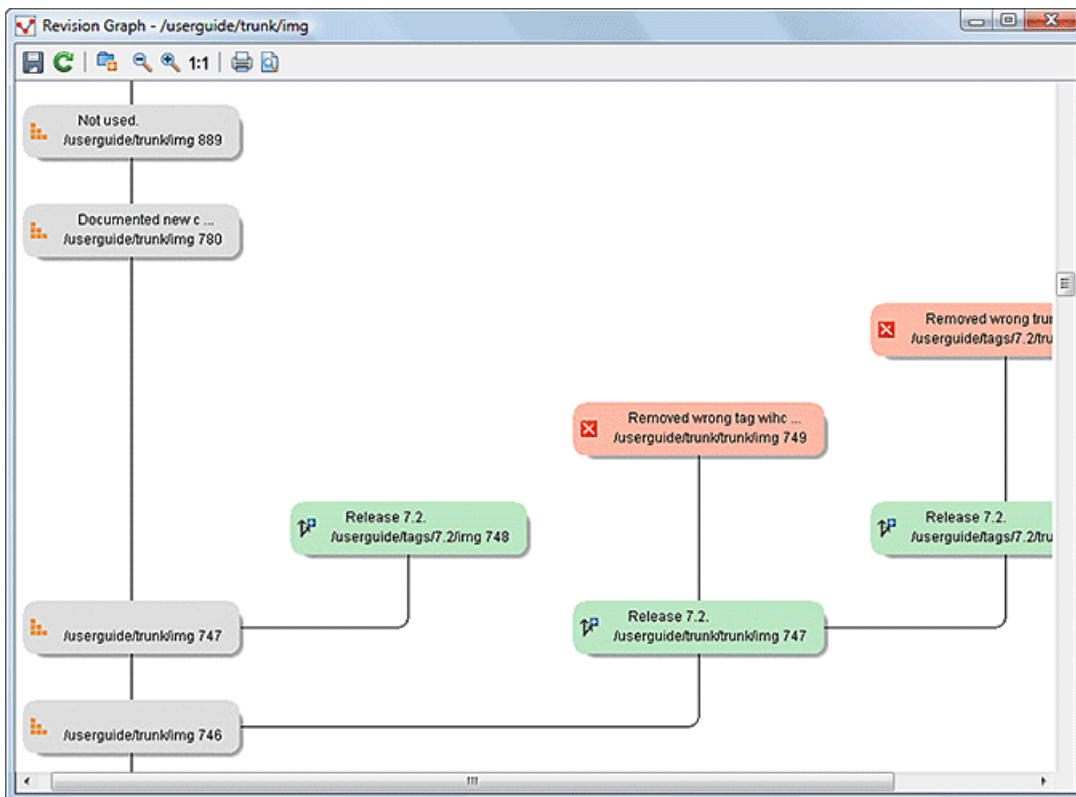 Revision Graph - /userguide/trunk/img
1:1
Not used.
/userguide/trunk/img 889
Documented new c ...
/userguide/trunk/img 780
Removed wrong trun
/userguide/tags/7.2/tru
Removed wrong tag wihc ...
/userguide/trunk/trunk/img 749
Release 7.2.
/userguide/tags/7.2/img 748
Release 7.2.
/userguide/tags/7.2/tru
/userguide/trunk/img 747
Release 7.2.
/userguide/trunk/trunk/img 747
/userguide/trunk/img 746